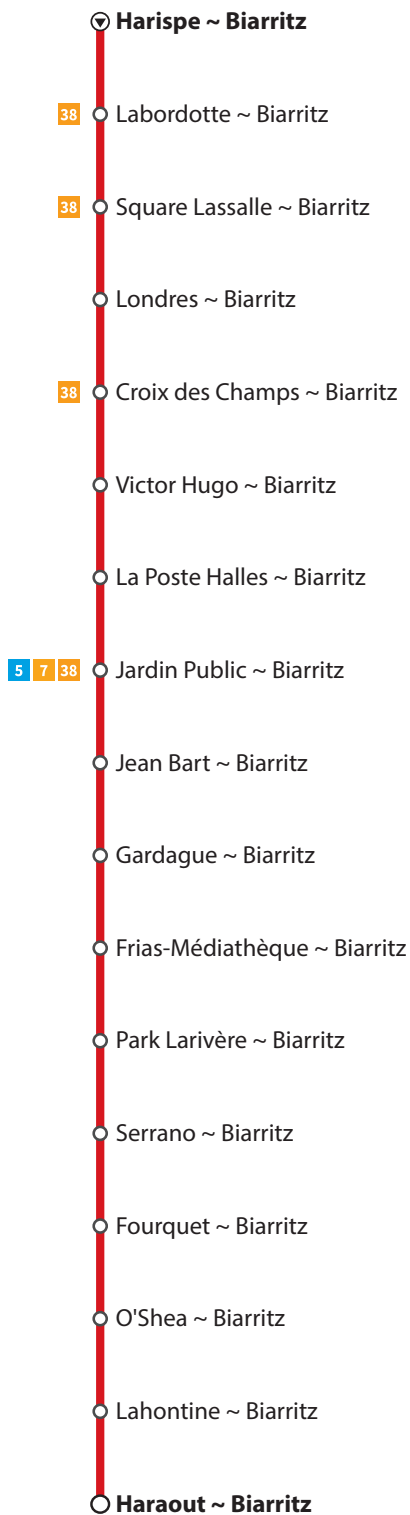 Harispe ~ Biarritz
38 Labordotte ~ Biarritz
38 Square Lassalle ~ Biarritz
Londres ~ Biarritz
38 Croix des Champs ~ Biarritz
Victor Hugo ~ Biarritz
La Poste Halles ~ Biarritz
5 7 38 Jardin Public ~ Biarritz
Jean Bart ~ Biarritz
Gardague ~ Biarritz
Frias-Médiathèque ~ Biarritz
Park Larivère ~ Biarritz
Serrano ~ Biarritz
Fourquet ~ Biarritz
O'Shea ~ Biarritz
Lahontine ~ Biarritz
Haraout ~ Biarritz